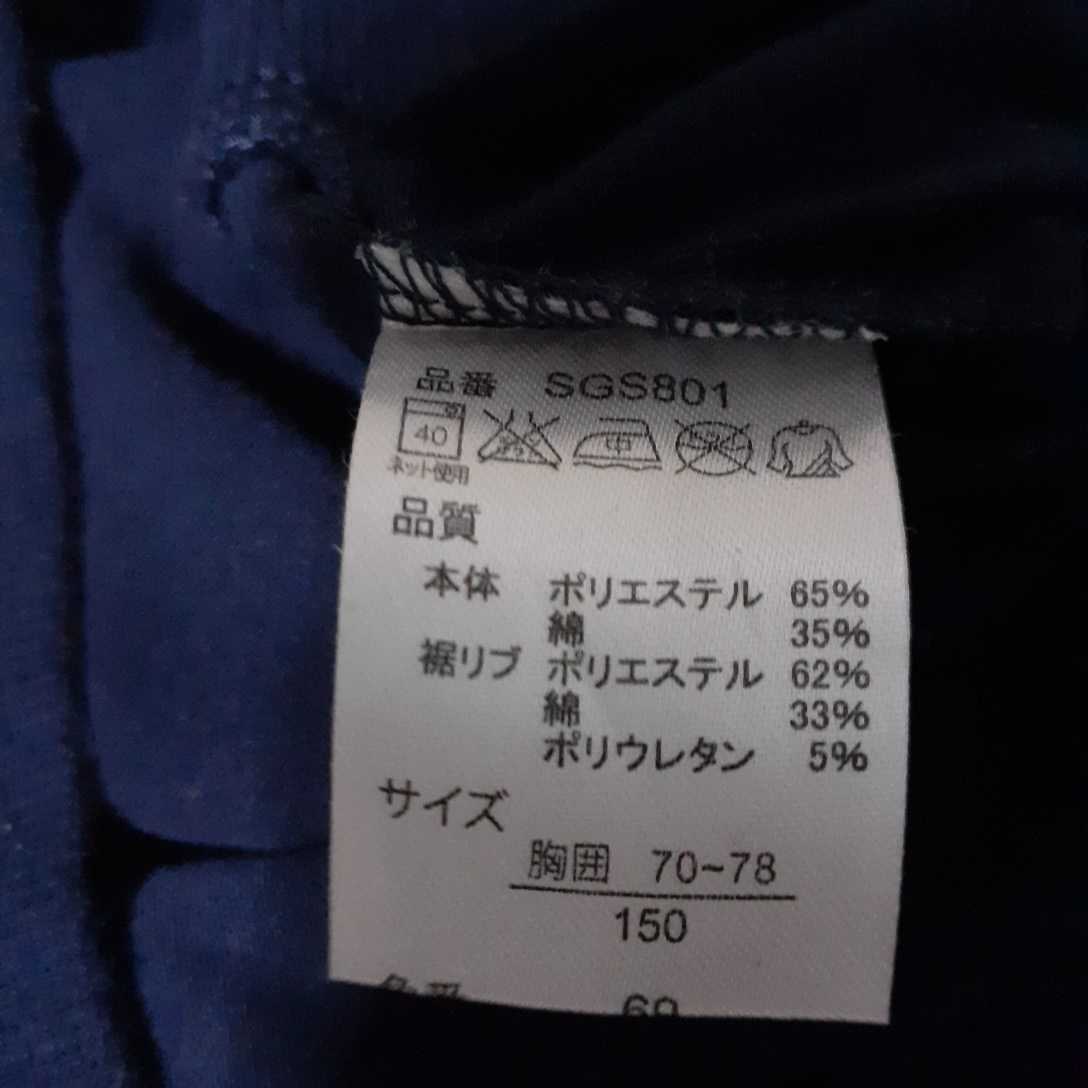 品番 SGS801
40 中
ネット使用
品質
本体 ポリエステル 65%
綿 35%
裾リブ ポリエステル 62%
綿 33%
ポリウレタン 5%
サイズ
胸囲 70~78
150